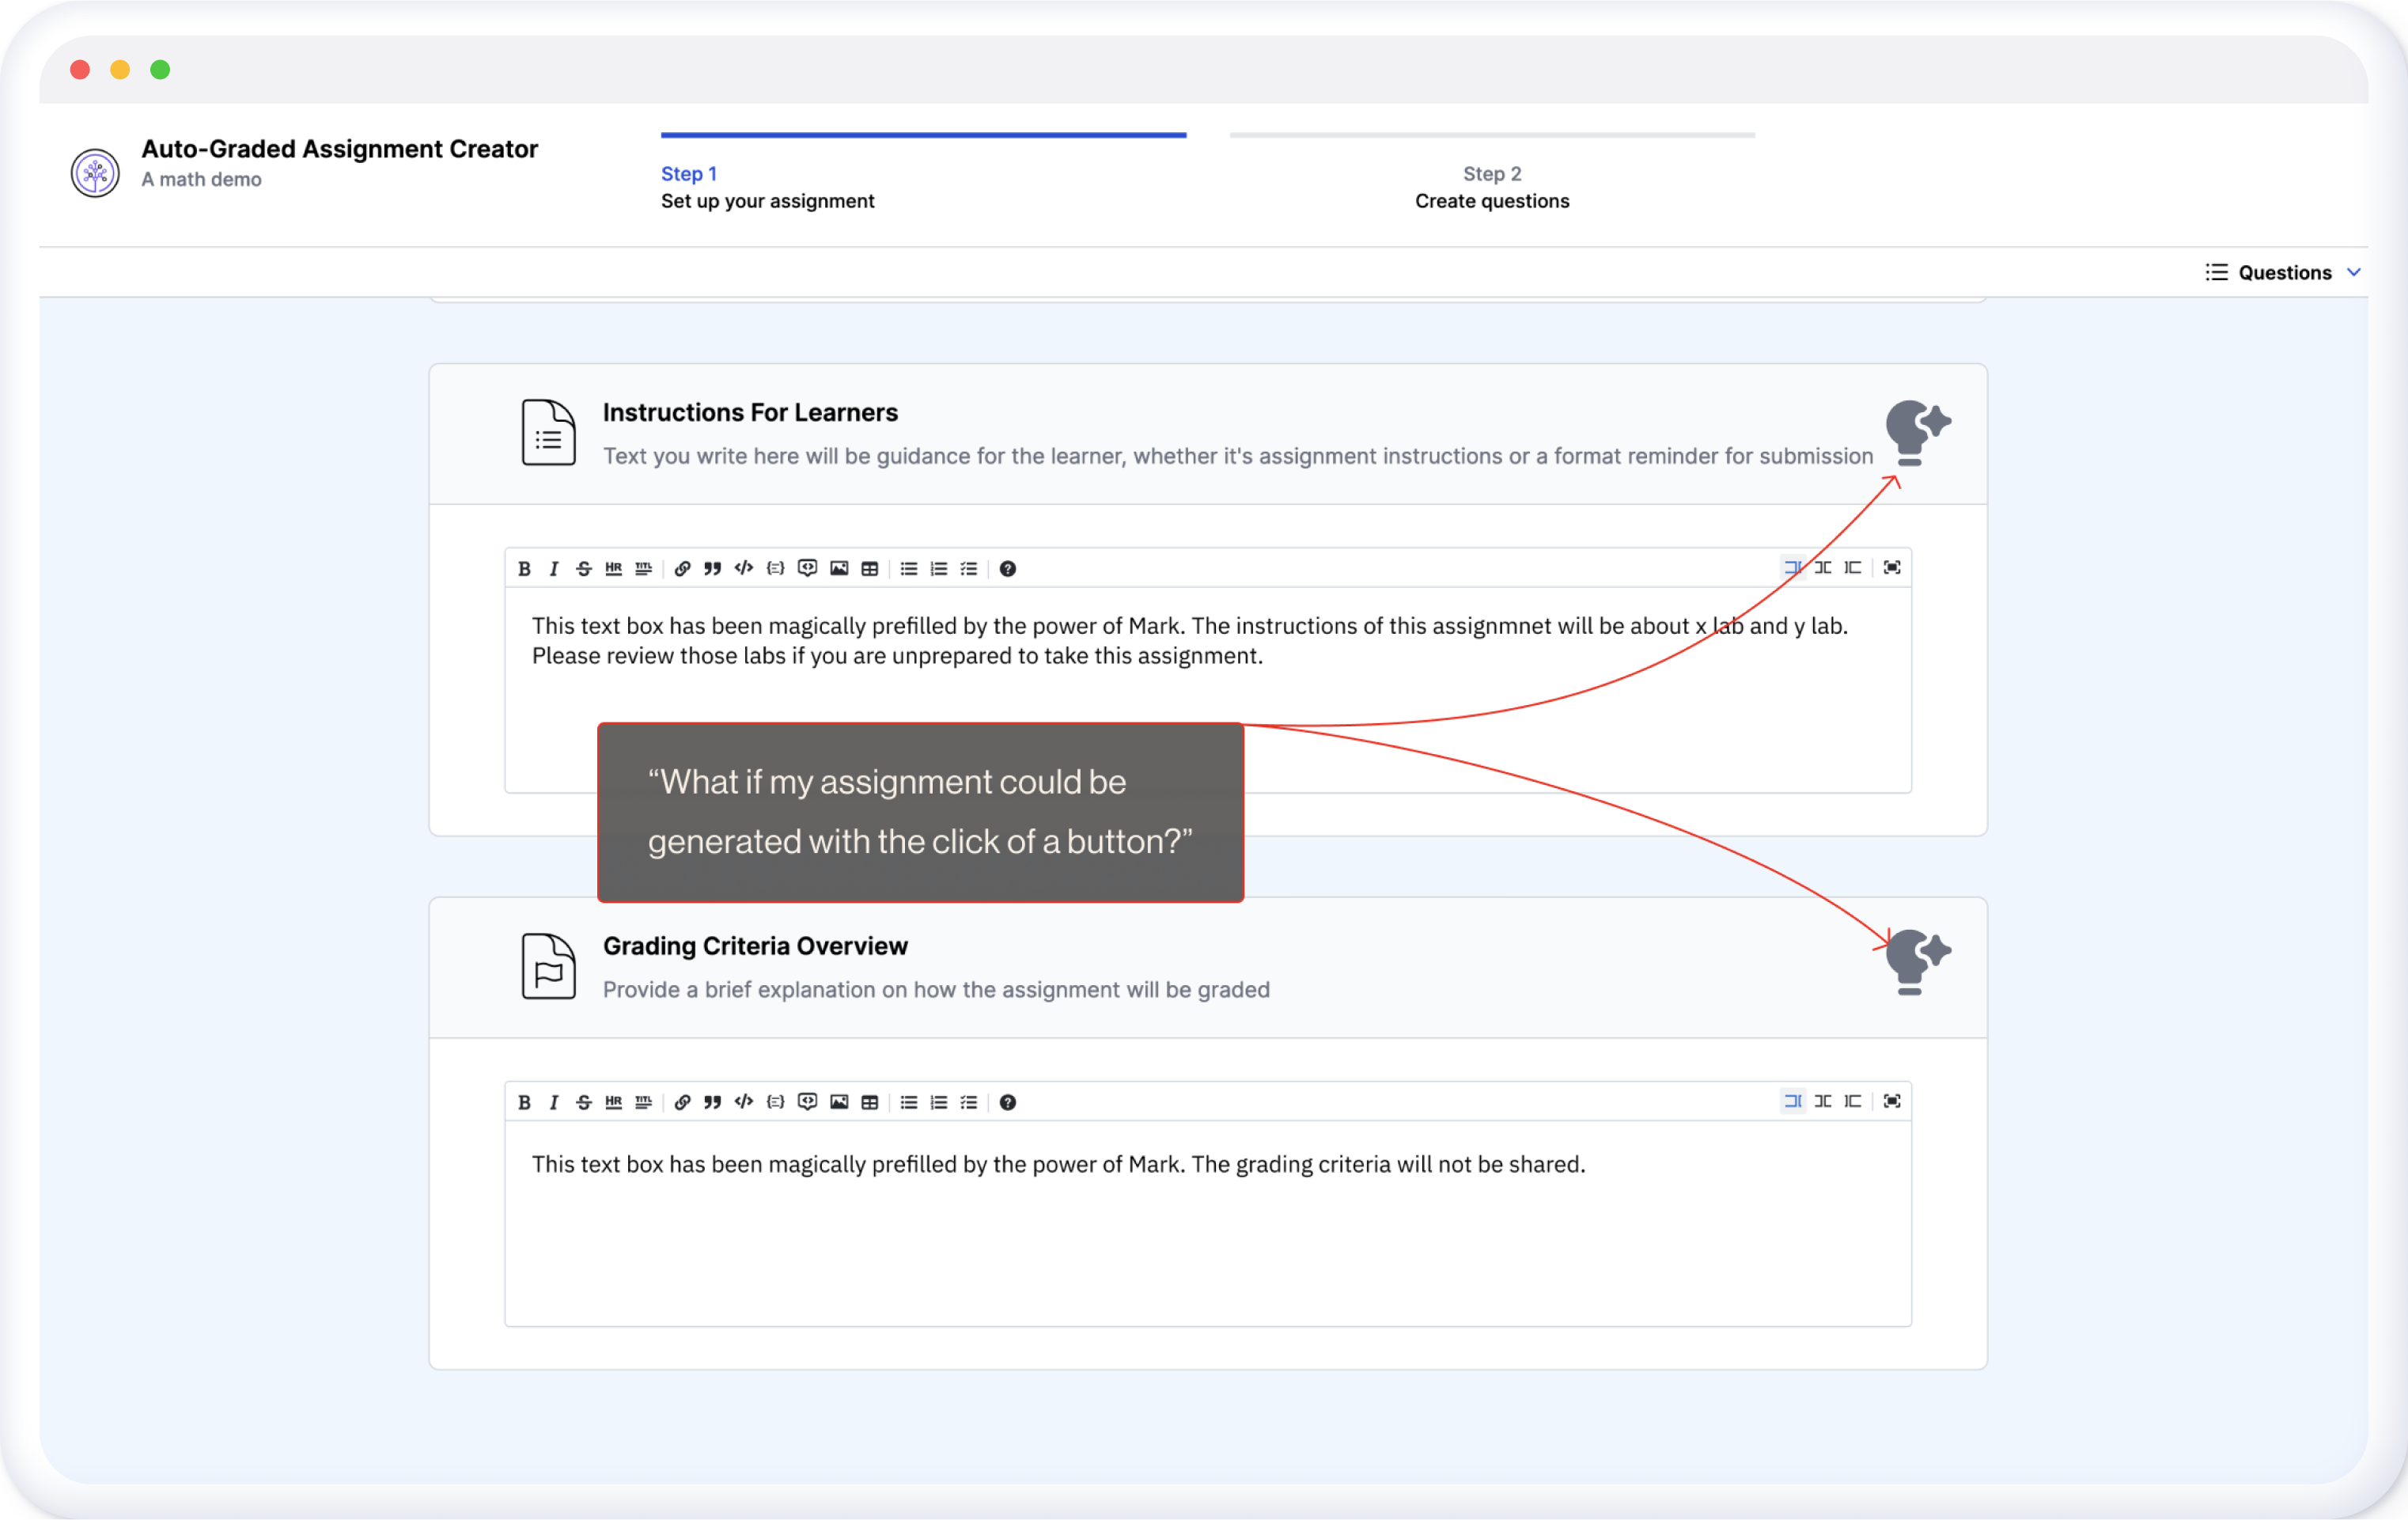 Auto-Graded Assignment Creator
A math demo
Step 1
Set up your assignment
Step 2
Create questions
Questions
Instructions For Learners
Text you write here will be guidance for the learner, whether it's assignment instructions or a format reminder for submission
B I S HR TITL
This text box has been magically prefilled by the power of Mark. The instructions of this assignmnet will be about x lab and y lab.
Please review those labs if you are unprepared to take this assignment.
“What if my assignment could be
generated with the click of a button?”
Grading Criteria Overview
Provide a brief explanation on how the assignment will be graded
B I S HR TITL
This text box has been magically prefilled by the power of Mark. The grading criteria will not be shared.